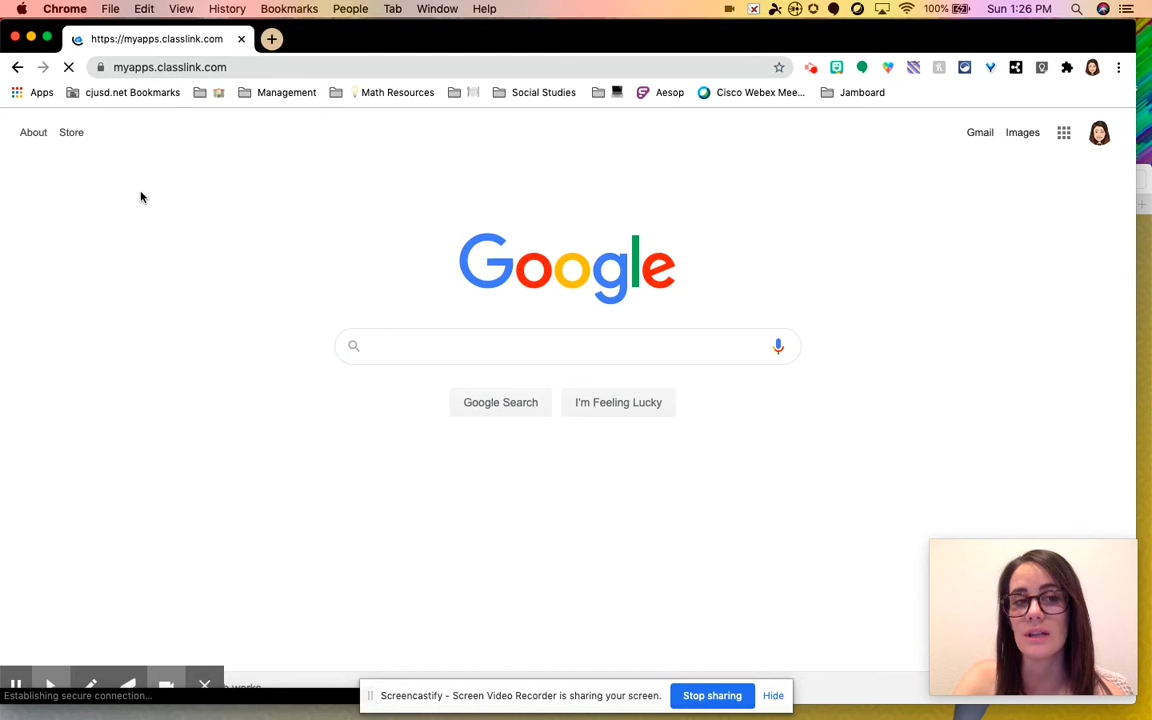 Chrome File Edit View History Bookmarks People Tab Window Help 100% Sun 1:26 PM
https://myapps.classlink.com
myapps.classlink.com
Apps cjusd.net Bookmarks Management Math Resources Social Studies Aesop Cisco Webex Mee... Jamboard
About Store Gmail Images
Google
Google Search I'm Feeling Lucky
works
Establishing secure connection...
Screencastify - Screen Video Recorder is sharing your screen. Stop sharing Hide